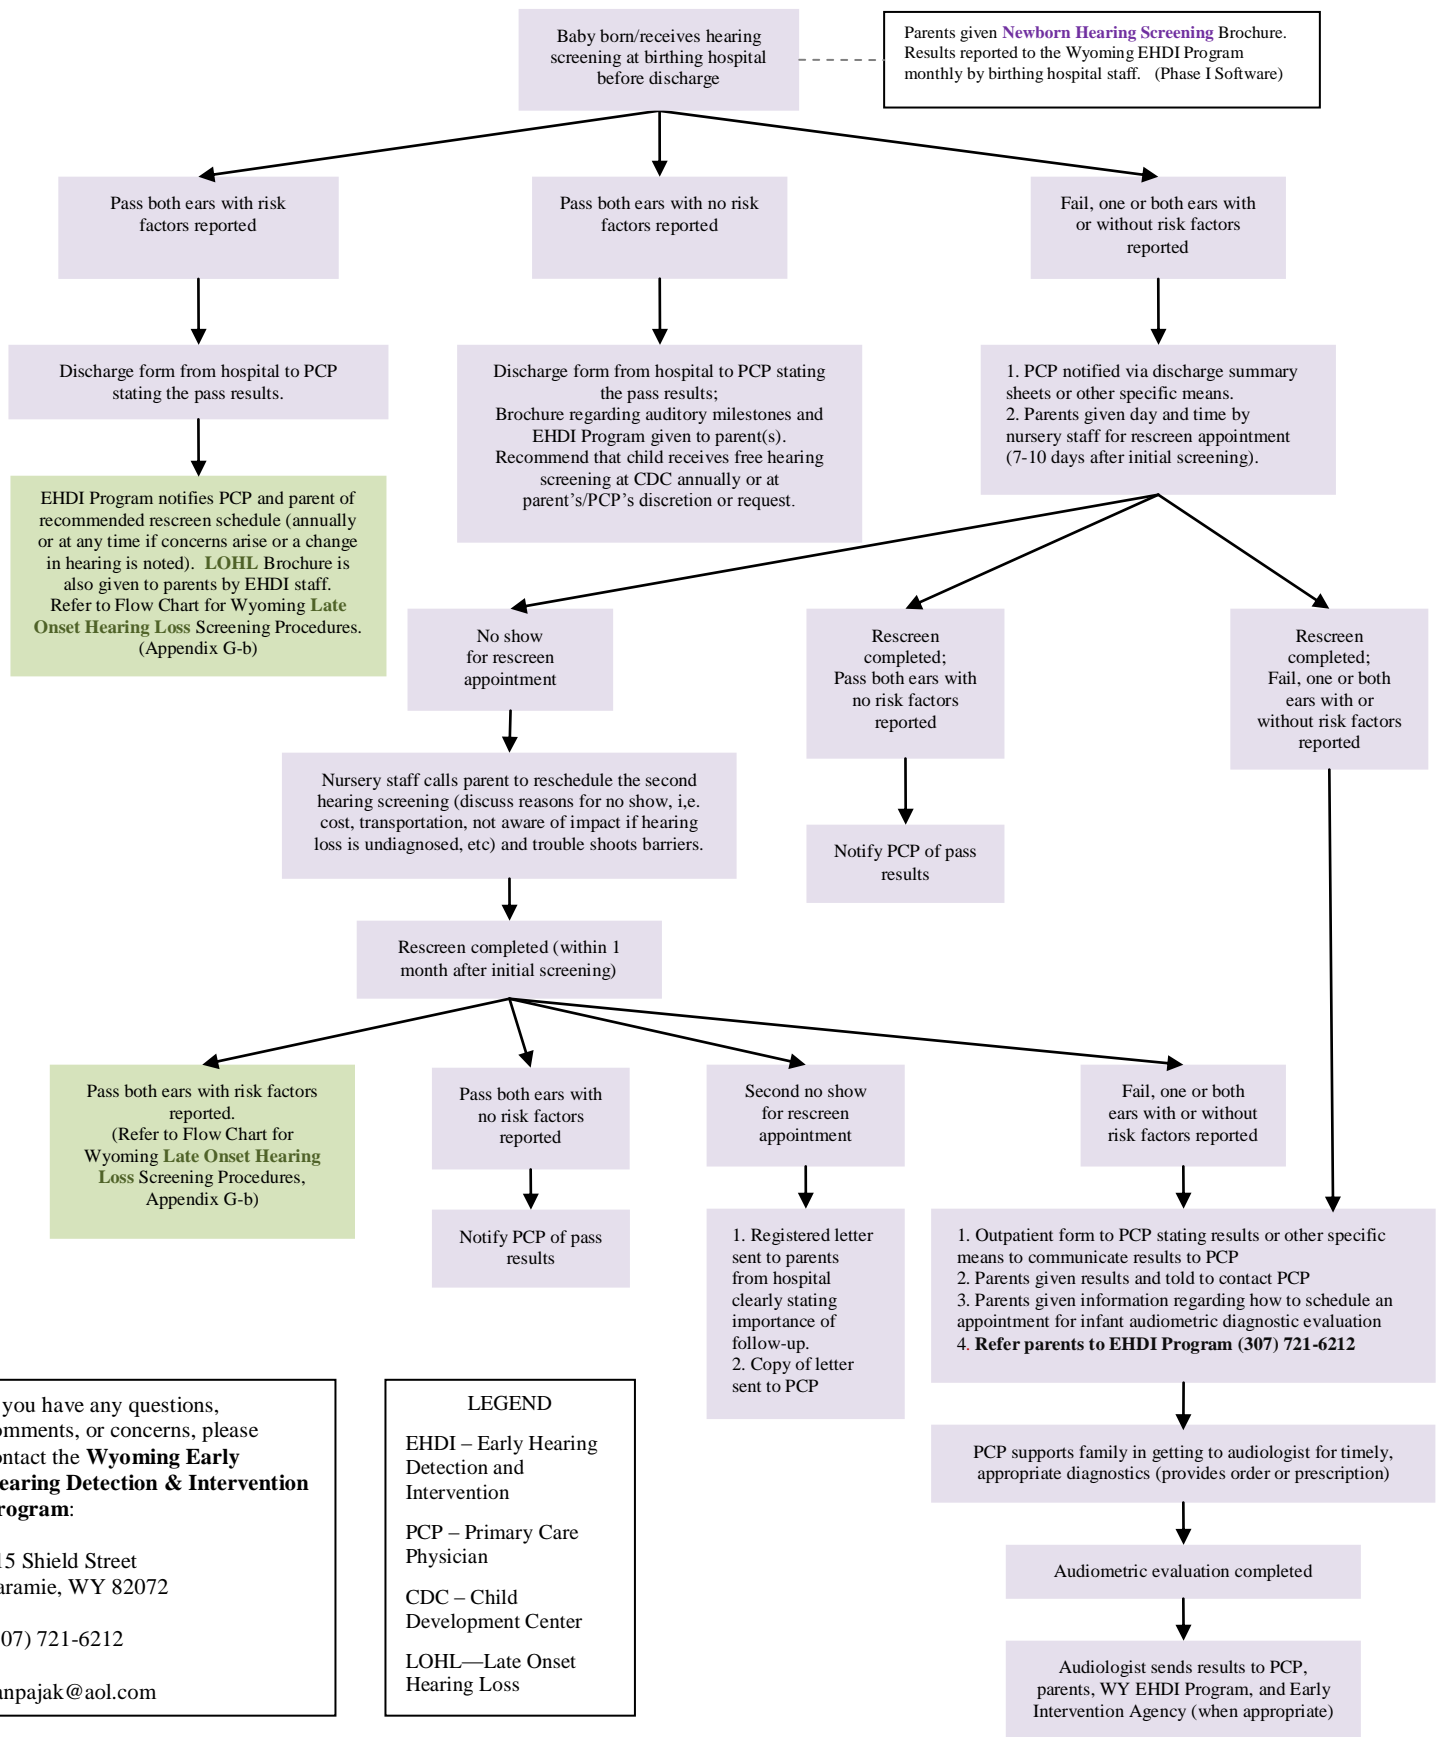 Baby born/receives hearing
screening at birthing hospital
before discharge
Parents given Newborn Hearing Screening Brochure.
Results reported to the Wyoming EHDI Program
monthly by birthing hospital staff. (Phase I Software)
Pass both ears with risk
factors reported
Pass both ears with no risk
factors reported
Fail, one or both ears with
or without risk factors
reported
Discharge form from hospital to PCP
stating the pass results.
Discharge form from hospital to PCP stating
the pass results;
Brochure regarding auditory milestones and
EHDI Program given to parent(s).
Recommend that child receives free hearing
screening at CDC annually or at
parent’s/PCP’s discretion or request.
1. PCP notified via discharge summary
sheets or other specific means.
2. Parents given day and time by
nursery staff for rescreen appointment
(7-10 days after initial screening).
EHDI Program notifies PCP and parent of
recommended rescreen schedule (annually
or at any time if concerns arise or a change
in hearing is noted). LOHL Brochure is
also given to parents by EHDI staff.
Refer to Flow Chart for Wyoming Late
Onset Hearing Loss Screening Procedures.
(Appendix G-b)
No show
for rescreen
appointment
Rescreen
completed;
Pass both ears with
no risk factors
reported
Rescreen
completed;
Fail, one or both
ears with or
without risk factors
reported
Nursery staff calls parent to reschedule the second
hearing screening (discuss reasons for no show, i,e.
cost, transportation, not aware of impact if hearing
loss is undiagnosed, etc) and trouble shoots barriers.
Notify PCP of pass
results
Rescreen completed (within 1
month after initial screening)
Pass both ears with risk factors
reported.
(Refer to Flow Chart for
Wyoming Late Onset Hearing
Loss Screening Procedures,
Appendix G-b)
Pass both ears with
no risk factors
reported
Second no show
for rescreen
appointment
Fail, one or both
ears with or without
risk factors reported
Notify PCP of pass
results
1. Registered letter
sent to parents
from hospital
clearly stating
importance of
follow-up.
2. Copy of letter
sent to PCP
1. Outpatient form to PCP stating results or other specific
means to communicate results to PCP
2. Parents given results and told to contact PCP
3. Parents given information regarding how to schedule an
appointment for infant audiometric diagnostic evaluation
4. Refer parents to EHDI Program (307) 721-6212
PCP supports family in getting to audiologist for timely,
appropriate diagnostics (provides order or prescription)
Audiometric evaluation completed
Audiologist sends results to PCP,
parents, WY EHDI Program, and Early
Intervention Agency (when appropriate)
you have any questions,
omments, or concerns, please
ontact the Wyoming Early
earing Detection & Intervention
rogram:
15 Shield Street
aramie, WY 82072
07) 721-6212
anpajak@aol.com
LEGEND
EHDI – Early Hearing
Detection and
Intervention
PCP – Primary Care
Physician
CDC – Child
Development Center
LOHL—Late Onset
Hearing Loss